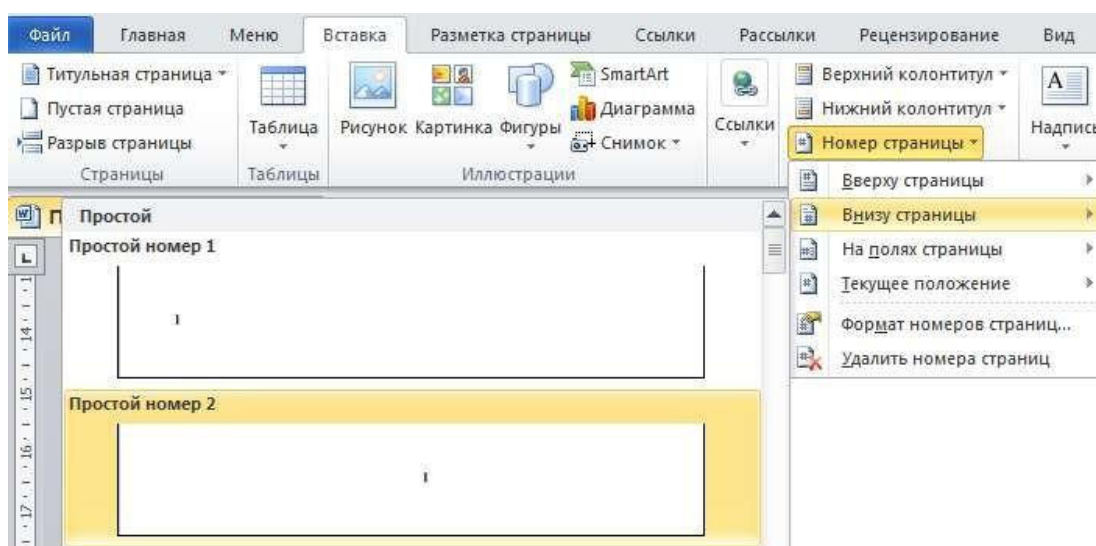 Файл Главная Меню Вставка Разметка страницы Ссылки Рассылки Рецензирование Вид
Титульная страница
Пустая страница
Разрыв страницы
Страницы
Таблица
Таблицы
Рисунок Картинка Фигуры
SmartArt
Диаграмма
Снимок
Иллюстрации
Ссылки
Верхний колонтитул
Нижний колонтитул
Номер страницы
A
Надпись
Вверху страницы
Внизу страницы
На полях страницы
Текущее положение
Формат номеров страниц...
Удалить номера страниц
W П
L
1
14
15
16
17
Простой
Простой номер 1
1
Простой номер 2
1